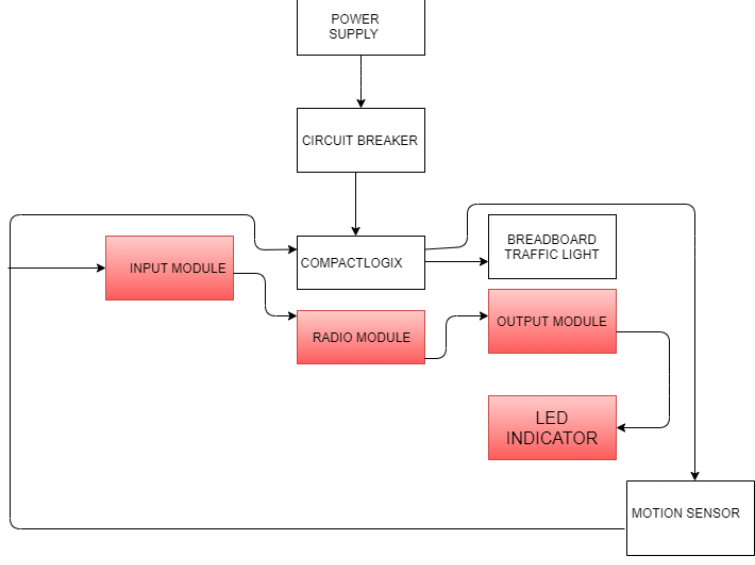 POWER
SUPPLY
CIRCUIT BREAKER
INPUT MODULE
COMPACTLOGIX
BREADBOARD
TRAFFIC LIGHT
RADIO MODULE
OUTPUT MODULE
LED
INDICATOR
MOTION SENSOR